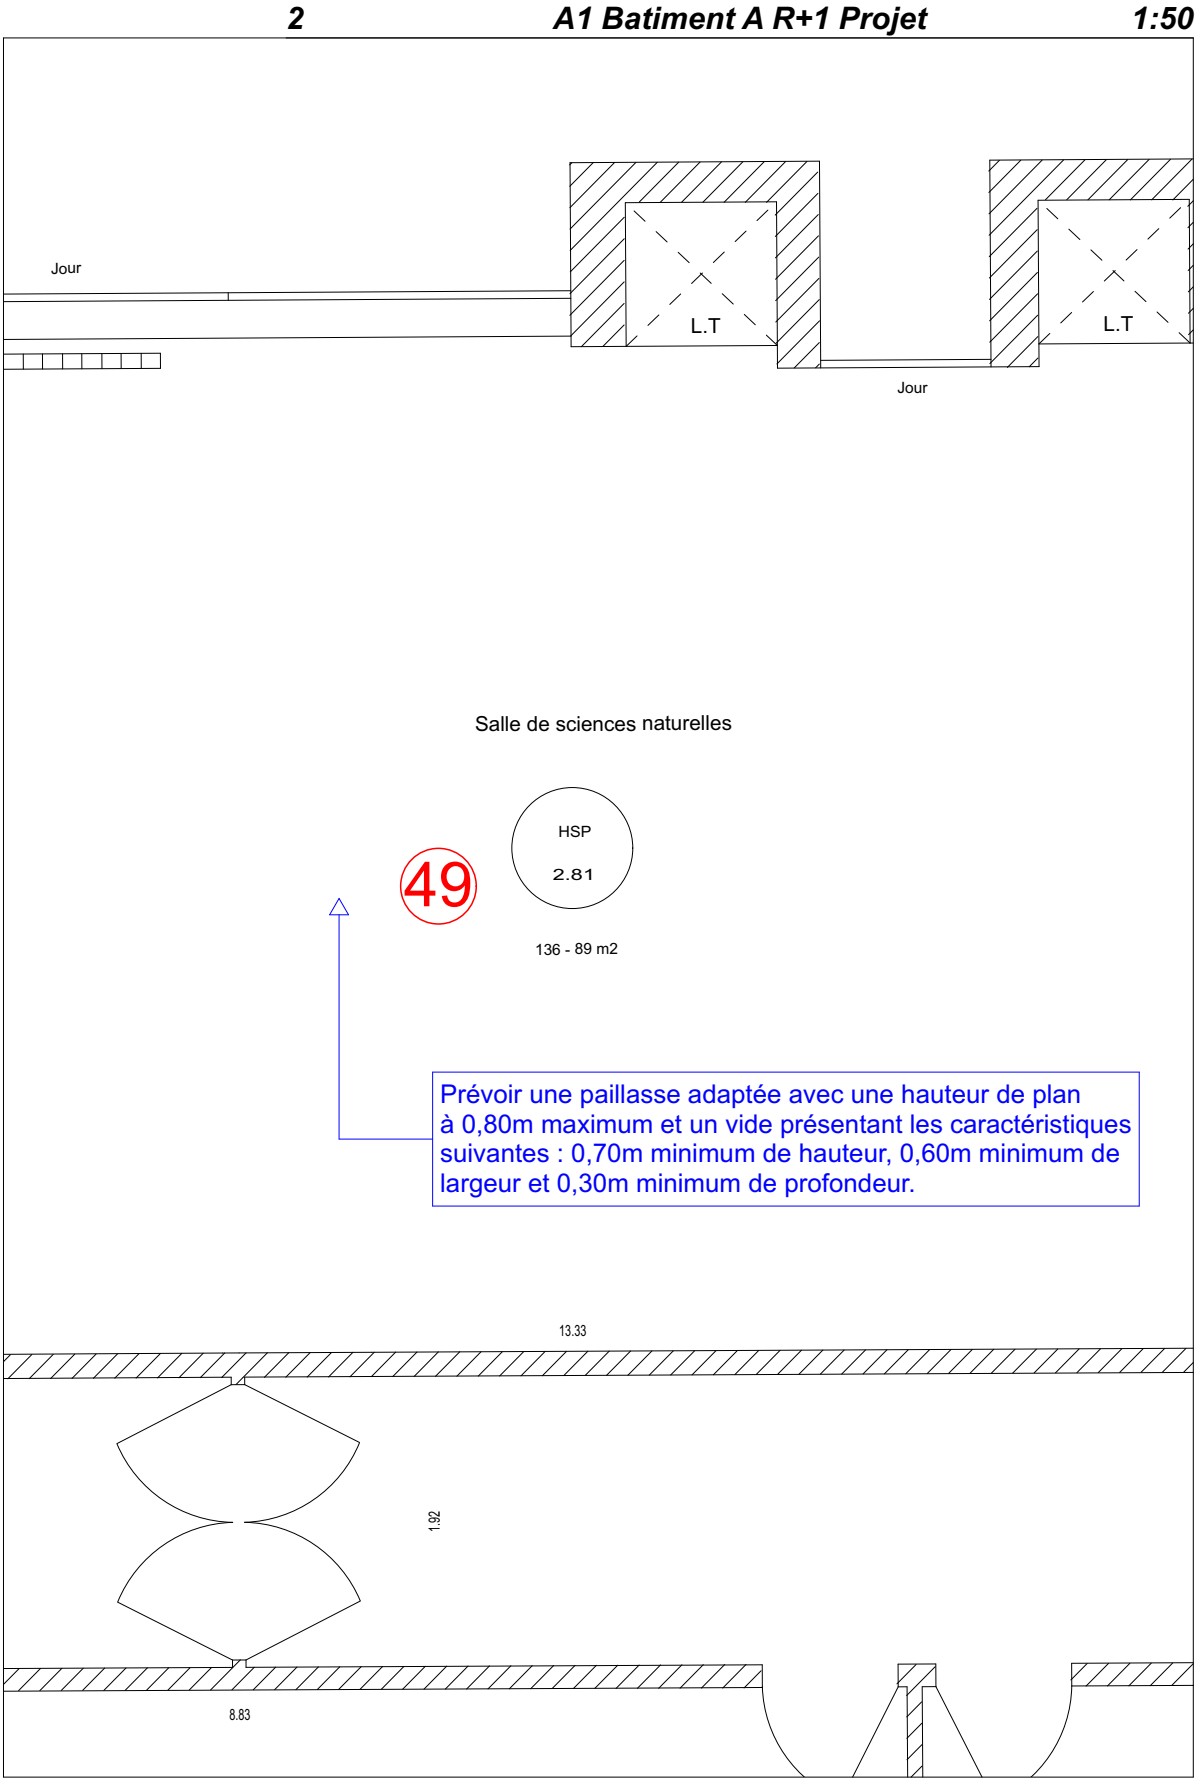 2 A1 Batiment A R+1 Projet 1:50
Jour
L.T
L.T
Jour
Salle de sciences naturelles
HSP
2.81
49
136 - 89 m2
Prévoir une paillasse adaptée avec une hauteur de plan
à 0,80m maximum et un vide présentant les caractéristiques
suivantes : 0,70m minimum de hauteur, 0,60m minimum de
largeur et 0,30m minimum de profondeur.
13.33
1.92
8.83